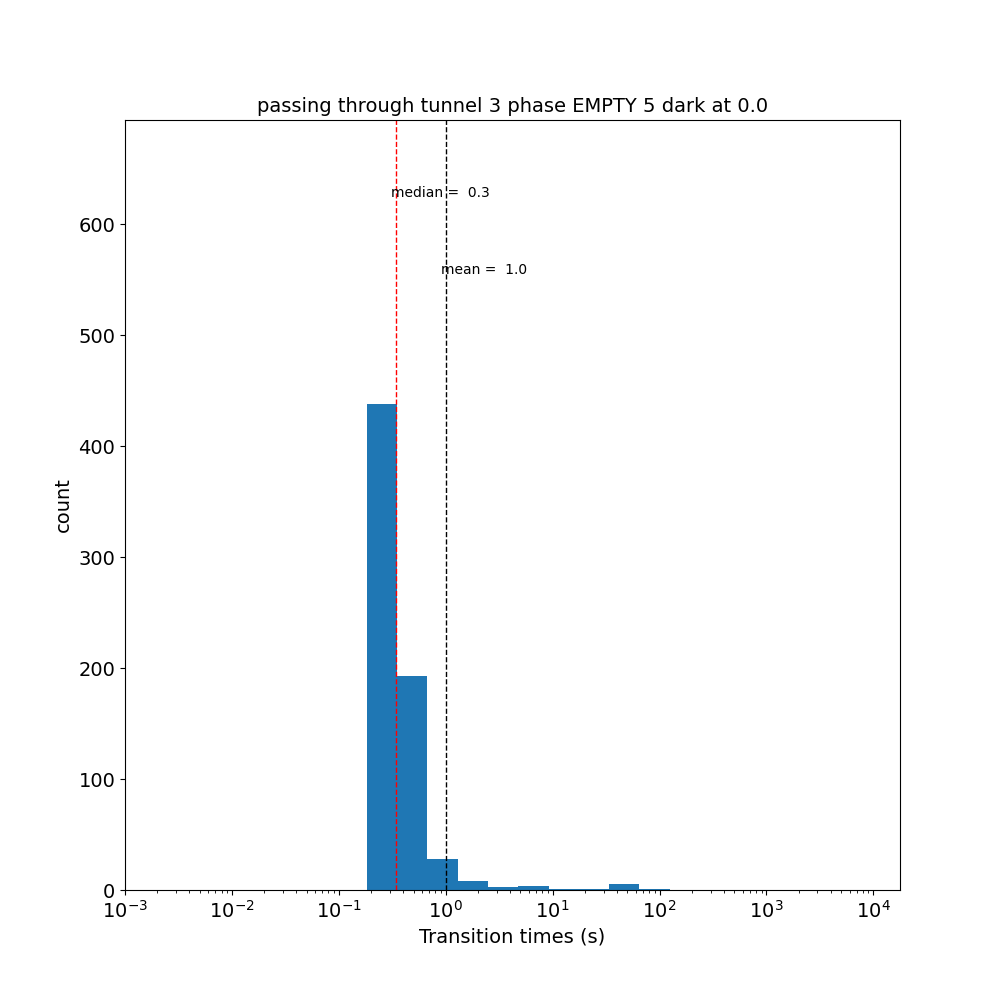 passing through tunnel 3 phase EMPTY 5 dark at 0.0
median =  0.3
mean =  1.0
600
500
400
300
200
100
0
count
10⁻³ 10⁻² 10⁻¹ 10⁰ 10¹ 10² 10³ 10⁴
Transition times (s)